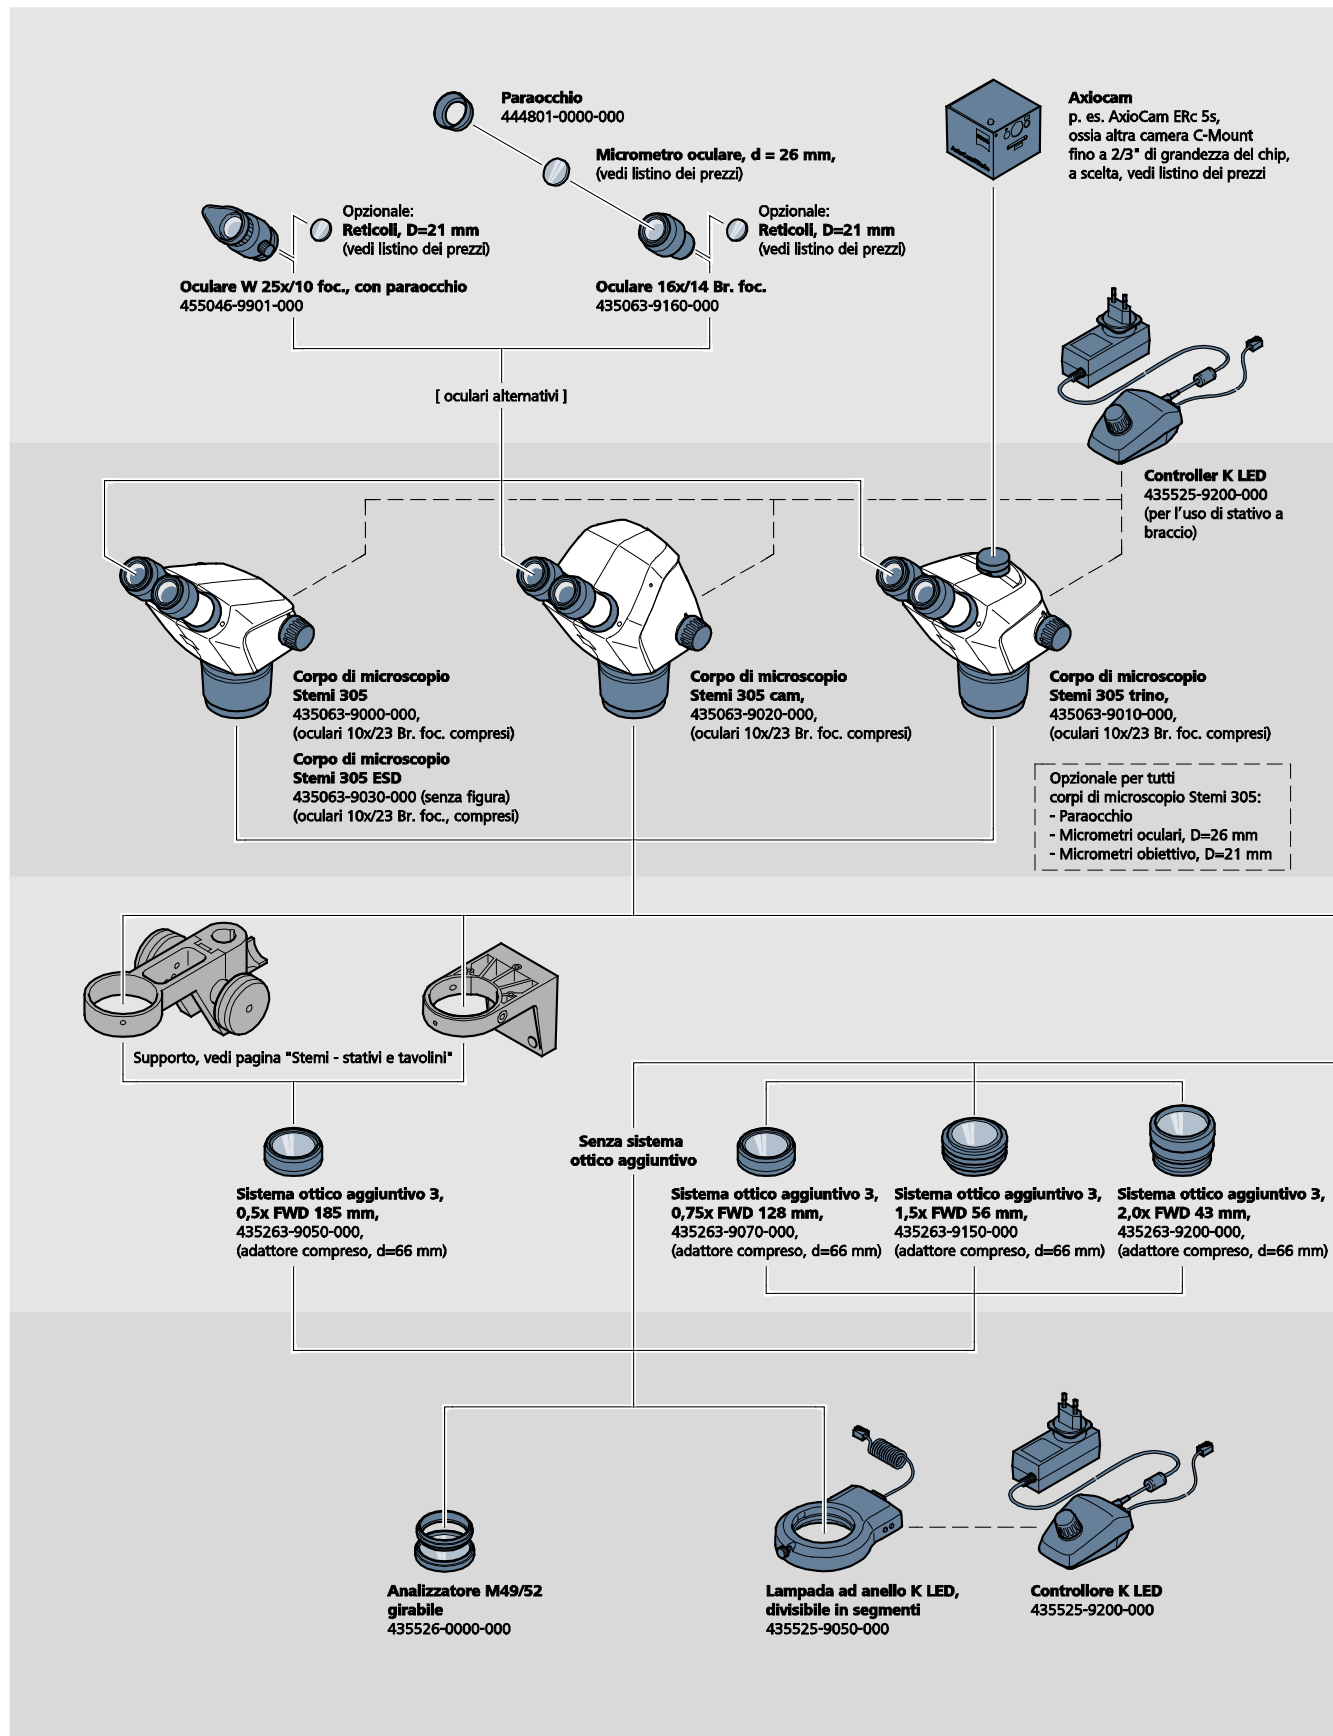 Paraocchio
444801-0000-000
Axiocam
p. es. AxioCam ERc 5s,
ossia altra camera C-Mount
fino a 2/3" di grandezza del chip,
a scelta, vedi listino dei prezzi
Micrometro oculare, d = 26 mm,
(vedi listino dei prezzi)
Opzionale:
Reticoli, D=21 mm
(vedi listino dei prezzi)
Opzionale:
Reticoli, D=21 mm
(vedi listino dei prezzi)
Oculare W 25x/10 foc., con paraocchio
455046-9901-000
Oculare 16x/14 Br. foc.
435063-9160-000
[ oculari alternativi ]
Controller K LED
435525-9200-000
(per l'uso di stativo a
braccio)
Corpo di microscopio
Stemi 305
435063-9000-000,
(oculari 10x/23 Br. foc. compresi)
Corpo di microscopio
Stemi 305 ESD
435063-9030-000 (senza figura)
(oculari 10x/23 Br. foc., compresi)
Corpo di microscopio
Stemi 305 cam,
435063-9020-000,
(oculari 10x/23 Br. foc. compresi)
Corpo di microscopio
Stemi 305 trino,
435063-9010-000,
(oculari 10x/23 Br. foc. compresi)
Opzionale per tutti
corpi di microscopio Stemi 305:
- Paraocchio
- Micrometri oculari, D=26 mm
- Micrometri obiettivo, D=21 mm
Supporto, vedi pagina "Stemi - stativi e tavolini"
Senza sistema
ottico aggiuntivo
Sistema ottico aggiuntivo 3,
0,5x FWD 185 mm,
435263-9050-000,
(adattore compreso, d=66 mm)
Sistema ottico aggiuntivo 3,
0,75x FWD 128 mm,
435263-9070-000,
(adattore compreso, d=66 mm)
Sistema ottico aggiuntivo 3,
1,5x FWD 56 mm,
435263-9150-000
(adattore compreso, d=66 mm)
Sistema ottico aggiuntivo 3,
2,0x FWD 43 mm,
435263-9200-000,
(adattore compreso, d=66 mm)
Analizzatore M49/52
girabile
435526-0000-000
Lampada ad anello K LED,
divisibile in segmenti
435525-9050-000
Controllore K LED
435525-9200-000